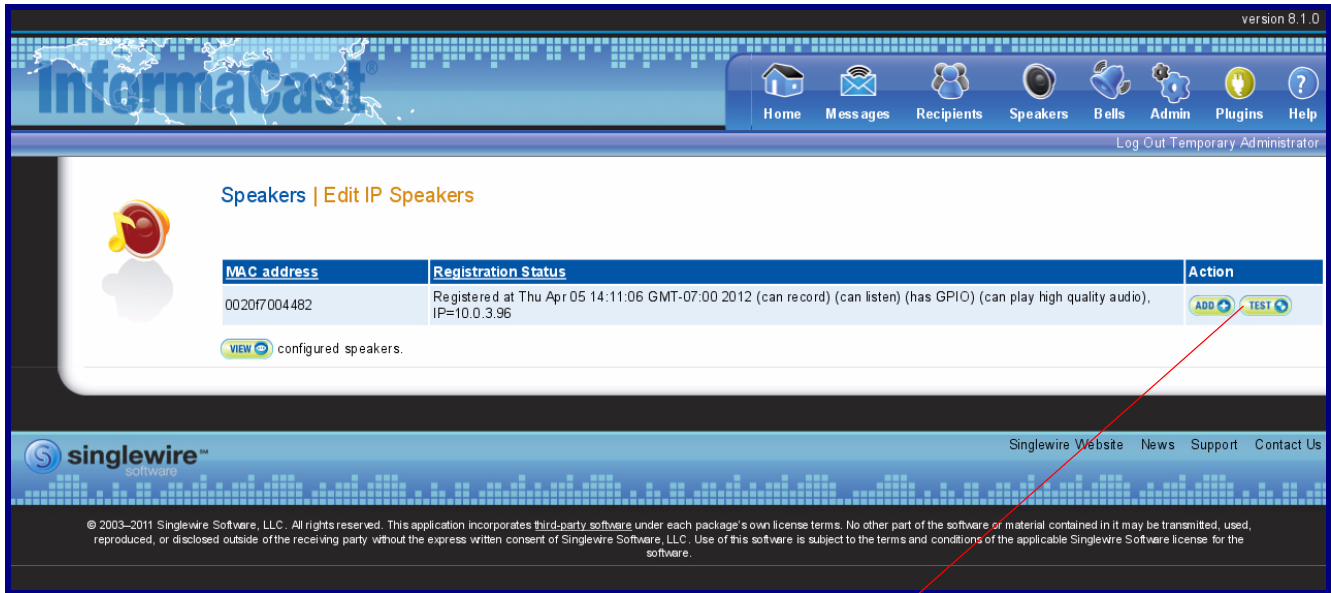 version 8.1.0
InformaCast®
Home Messages Recipients Speakers Bells Admin Plugins Help
Log Out Temporary Administrator
Speakers | Edit IP Speakers
MAC address Registration Status Action
0020f7004482 Registered at Thu Apr 05 14:11:06 GMT-07:00 2012 (can record) (can listen) (has GPIO) (can play high quality audio), ADD TEST
IP=10.0.3.96
VIEW configured speakers.
singlewire℠
software
Singlewire Website News Support Contact Us
© 2003–2011 Singlewire Software, LLC. All rights reserved. This application incorporates third-party software under each package's own license terms. No other part of the software or material contained in it may be transmitted, used,
reproduced, or disclosed outside of the receiving party without the express written consent of Singlewire Software, LLC. Use of this software is subject to the terms and conditions of the applicable Singlewire Software license for the
software.